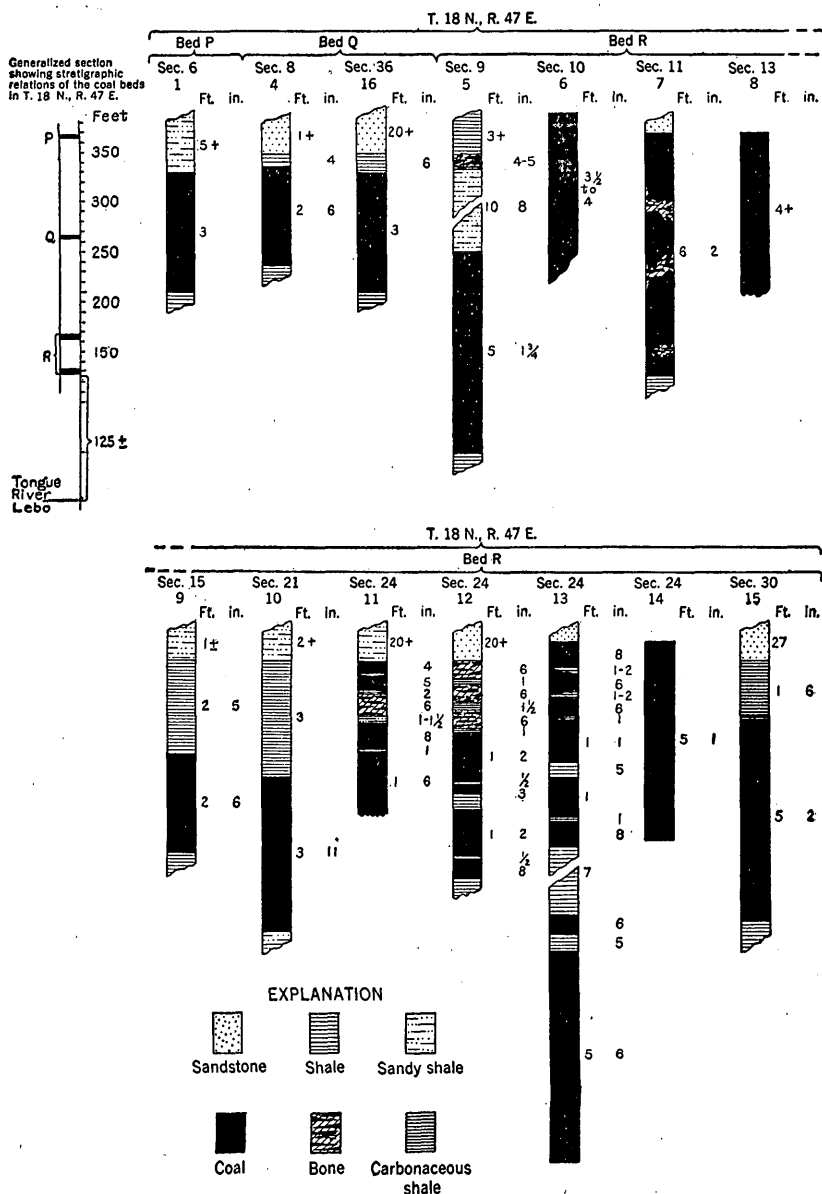 T. 18 N., R. 47 E.
Bed P Bed Q Bed R
Generalized section
showing stratigraphic
relations of the coal beds
in T. 18 N., R. 47 E.
Sec. 6 Sec. 8 Sec. 36 Sec. 9 Sec. 10 Sec. 11 Sec. 13
1 4 16 5 6 7 8
Ft. in. Ft. in. Ft. in. Ft. in. Ft. in. Ft. in. Ft. in.
Feet
P 350
300
Q 250
200
R 150
125 ±
Tongue
River
Lebo
5+
3
1+
4
2 6
20+
6
3
3+
4-5
10 8
5 1 3/4
3 1/2
to
4
6 2
4+
T. 18 N., R. 47 E.
Bed R
Sec. 15 Sec. 21 Sec. 24 Sec. 24 Sec. 24 Sec. 24 Sec. 30
9 10 11 12 13 14 15
Ft. in. Ft. in. Ft. in. Ft. in. Ft. in. Ft. in. Ft. in.
1±
2 5
2 6
2+
3
3 11
20+
4
5
2
6
1-1 1/2
8
1
1 6
20+
6
1
6
1 1/2
1
1 2
1/2
3
1 2
1/2
8
8
1-2
6
1-2
6
1
1 1
5
1
1
8
7
6
5
5 6
5 1
27
1 6
5 2
EXPLANATION
Sandstone Shale Sandy shale
Coal Bone Carbonaceous
shale